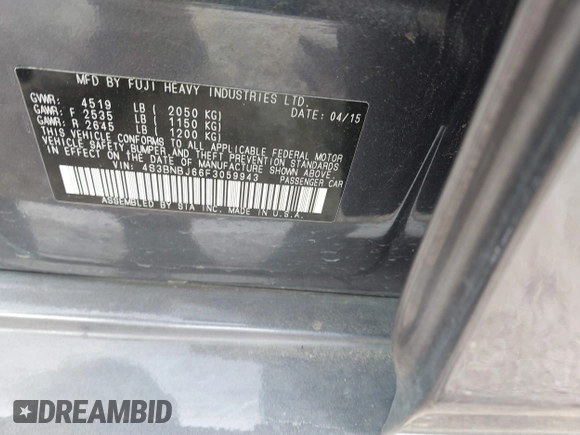 MFD BY FUJI HEAVY INDUSTRIES LTD.
GVWR: 4519 LB ( 2050 KG) DATE: 04/15
GAWR: F 2535 LB ( 1150 KG)
GAWR: R 2645 LB ( 1200 KG)
THIS VEHICLE CONFORMS TO ALL APPLICABLE FEDERAL MOTOR
VEHICLE SAFETY, BUMPER, AND THEFT PREVENTION STANDARDS
IN EFFECT ON THE DATE OF MANUFACTURE SHOWN ABOVE.
VIN: 4S3BNBJ66F3059943 PASSENGER CAR
ASSEMBLED BY SIA INC. MADE IN U.S.A.
DREAMBID